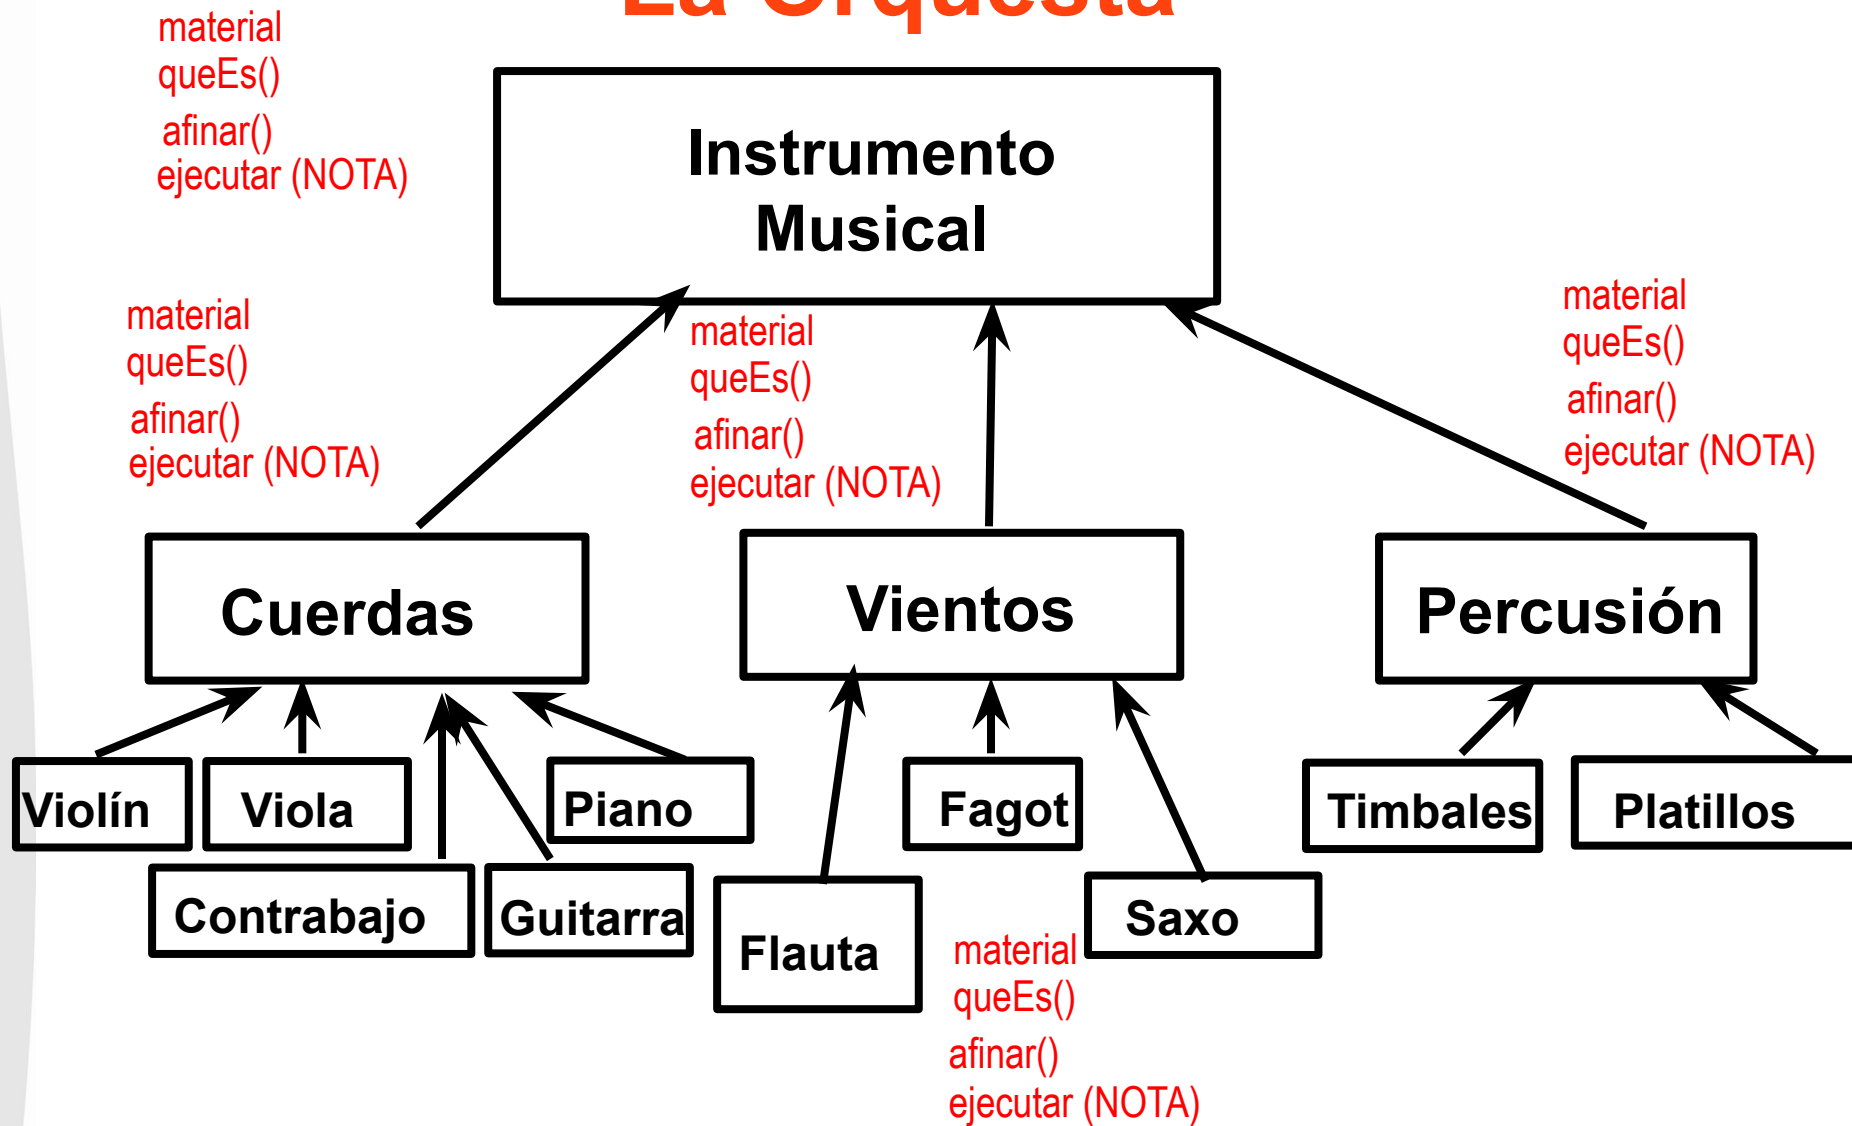 La Orquesta
material
queEs()
afinar()
ejecutar (NOTA)
Instrumento
Musical
material
queEs()
afinar()
ejecutar (NOTA)
material
queEs()
afinar()
ejecutar (NOTA)
material
queEs()
afinar()
ejecutar (NOTA)
Cuerdas
Vientos
Percusión
Violín
Viola
Piano
Fagot
Timbales
Platillos
Contrabajo
Guitarra
Flauta
Saxo
material
queEs()
afinar()
ejecutar (NOTA)